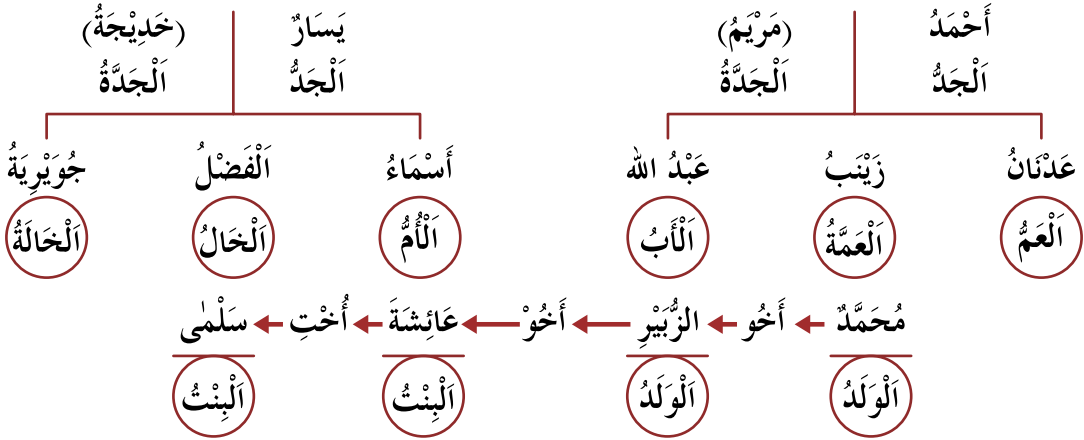 أَحْمَدُ (مَرْيَمُ) يَسَارٌ (خَدِيْجَةُ)
اَلْجَدُّ اَلْجَدَّةُ اَلْجَدُّ اَلْجَدَّةُ
عَدْنَانُ زَيْنَبُ عَبْدُ الله أَسْمَاءُ اَلْفَضْلُ جُوَيْرِيَةُ
اَلْعَمُّ اَلْعَمَّةُ اَلْأَبُ اَلْأُمُّ اَلْخَالُ اَلْخَالَةُ
مُحَمَّدٌ أَخُو الزُّبَيْرِ أَخُوْ عَائِشَةَ أُخْتِ سَلْمٰى
اَلْوَلَدُ اَلْوَلَدُ اَلْبِنْتُ اَلْبِنْتُ